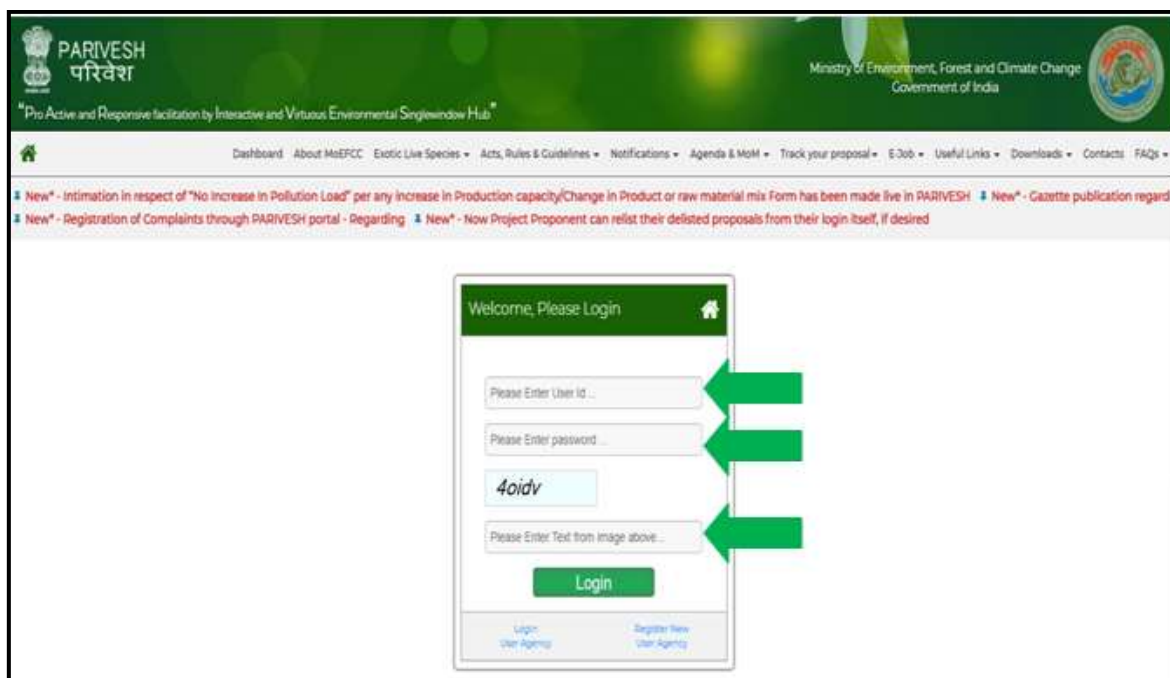 PARIVESH
परिवेश
"Pro Active and Responsive facilitation by Interactive and Virtuous Environmental Singlewindow Hub"
Ministry of Environment, Forest and Climate Change
Government of India
Dashboard About MoEFCC Exotic Live Species Acts, Rules & Guidelines Notifications Agenda & MoM Track your proposal E-Job Useful Links Downloads Contacts FAQs
New* - Intimation in respect of "No Increase in Pollution Load" per any increase in Production capacity/Change in Product or raw material mix Form has been made live in PARIVESH New* - Gazette publication regard
New* - Registration of Complaints through PARIVESH portal - Regarding New* - Now Project Proponent can relist their delisted proposals from their login itself, if desired
Welcome, Please Login
Please Enter User Id ...
Please Enter password ...
4oidv
Please Enter Text from image above...
Login
Login User Agency
Register New User Agency